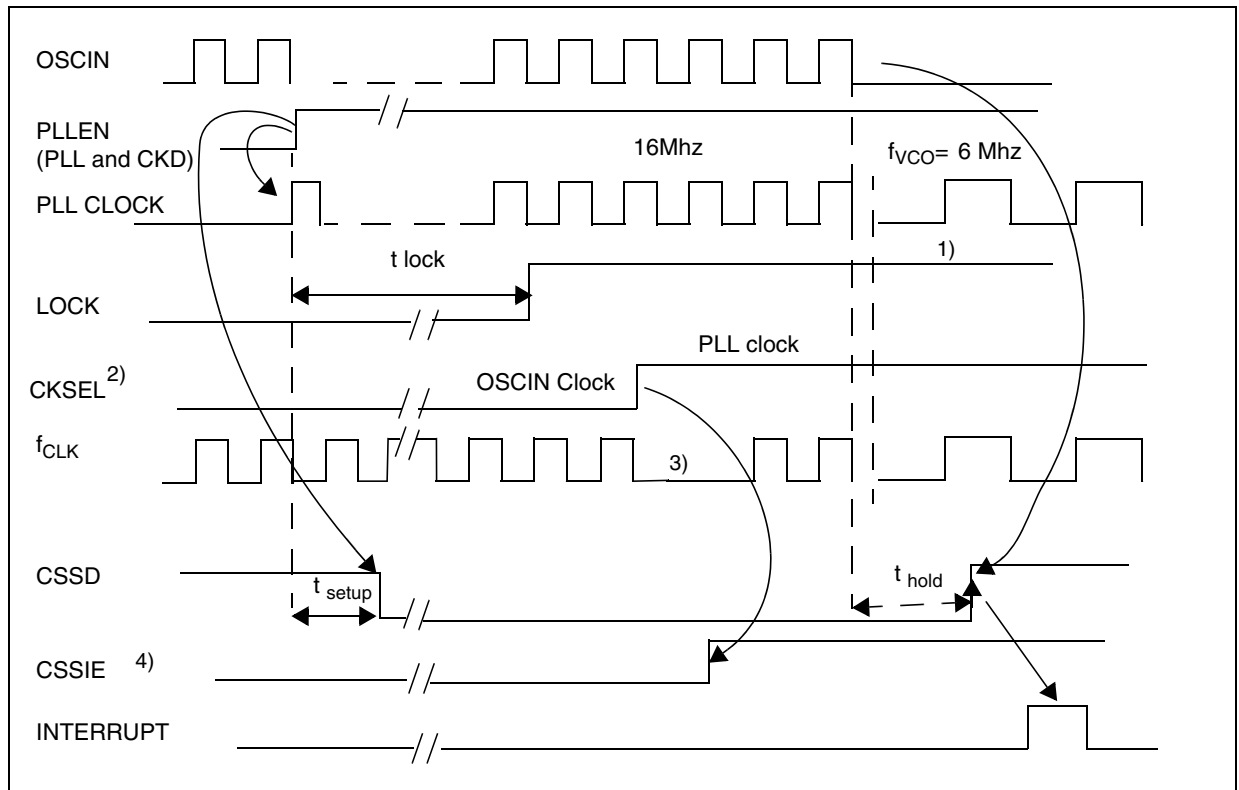 OSCIN
PLLEN
(PLL and CKD)
16Mhz
fVCO= 6 Mhz
PLL CLOCK
t lock
1)
LOCK
PLL clock
CKSEL2)
OSCIN Clock
fCLK
3)
CSSD
t setup
t hold
CSSIE 4)
INTERRUPT